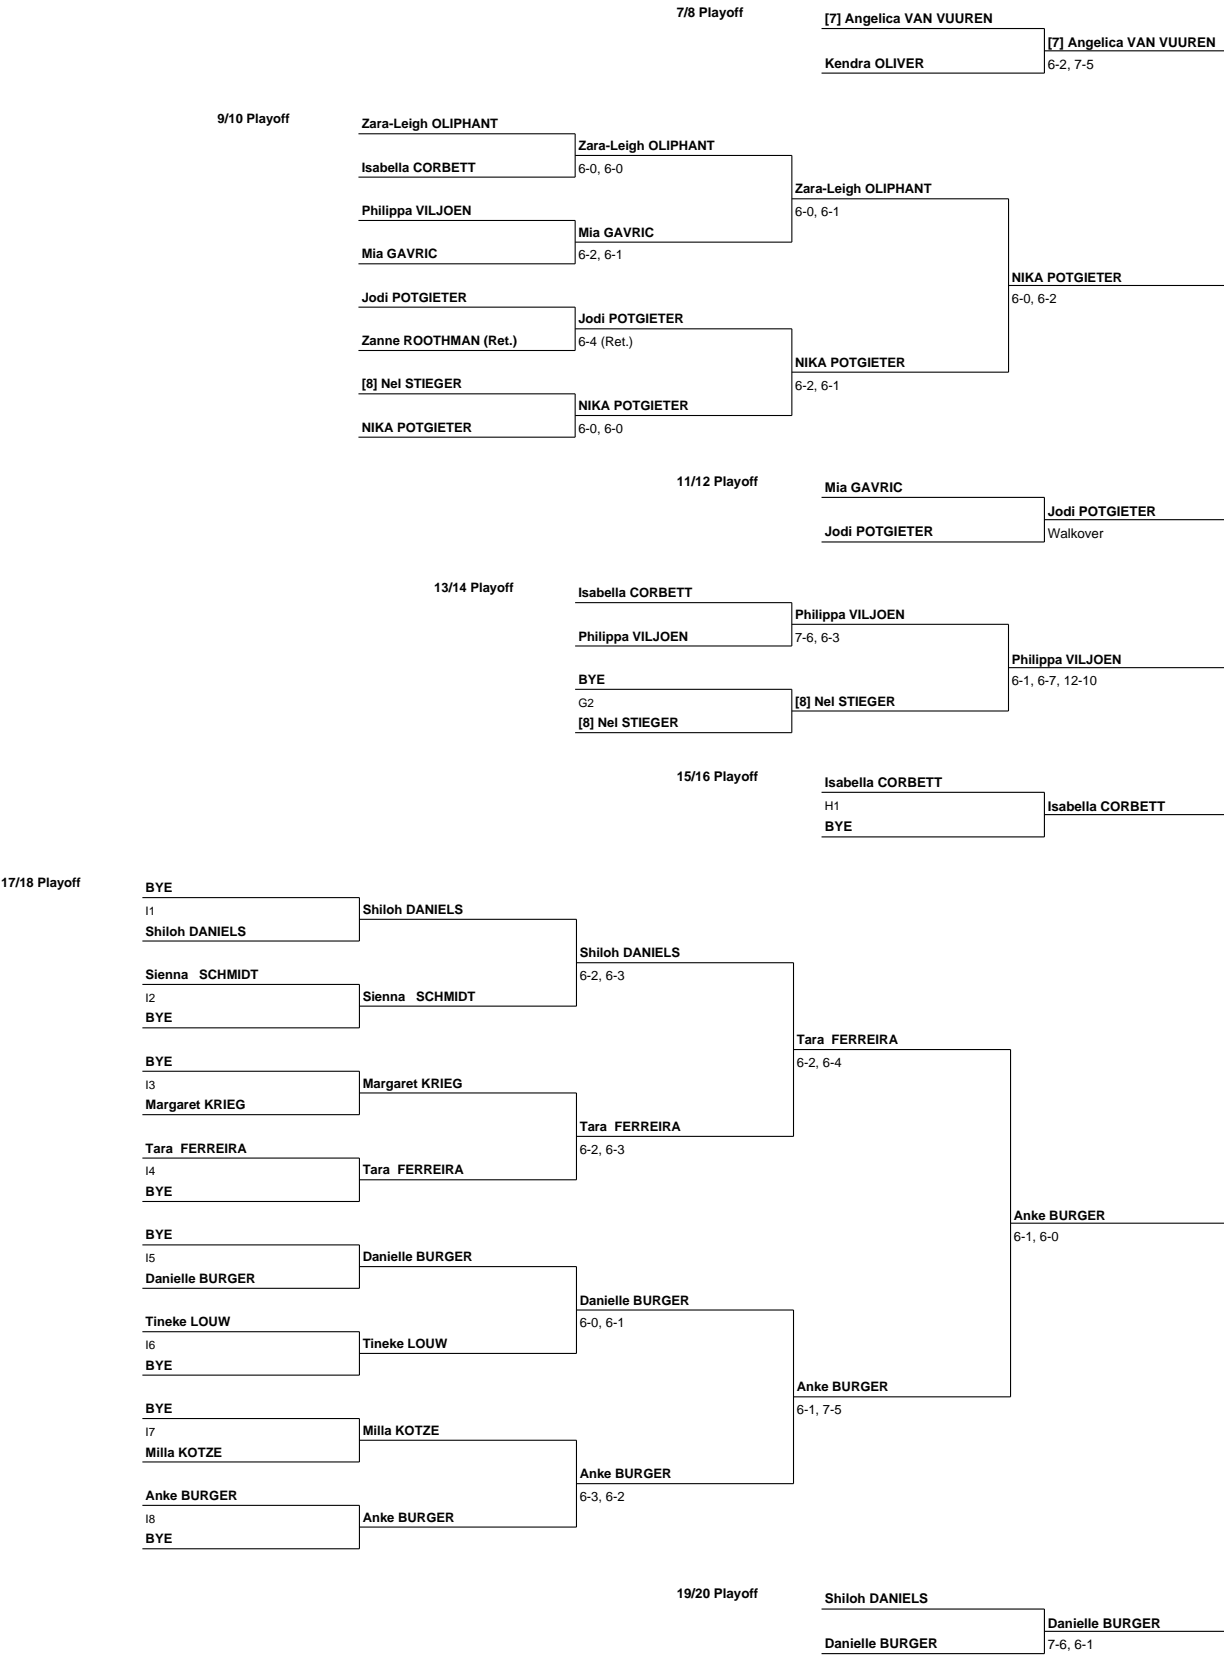 7/8 Playoff
[7] Angelica VAN VUUREN
[7] Angelica VAN VUUREN
Kendra OLIVER
6-2, 7-5
9/10 Playoff
Zara-Leigh OLIPHANT
Zara-Leigh OLIPHANT
Isabella CORBETT
6-0, 6-0
Zara-Leigh OLIPHANT
Philippa VILJOEN
6-0, 6-1
Mia GAVRIC
Mia GAVRIC
6-2, 6-1
NIKA POTGIETER
Jodi POTGIETER
6-0, 6-2
Jodi POTGIETER
Zanne ROOTHMAN (Ret.)
6-4 (Ret.)
NIKA POTGIETER
[8] Nel STIEGER
6-2, 6-1
NIKA POTGIETER
NIKA POTGIETER
6-0, 6-0
11/12 Playoff
Mia GAVRIC
Jodi POTGIETER
Jodi POTGIETER
Walkover
13/14 Playoff
Isabella CORBETT
Philippa VILJOEN
Philippa VILJOEN
7-6, 6-3
Philippa VILJOEN
BYE
6-1, 6-7, 12-10
G2
[8] Nel STIEGER
[8] Nel STIEGER
15/16 Playoff
Isabella CORBETT
H1
Isabella CORBETT
BYE
17/18 Playoff
BYE
I1
Shiloh DANIELS
Shiloh DANIELS
Shiloh DANIELS
Sienna SCHMIDT
6-2, 6-3
I2
Sienna SCHMIDT
BYE
Tara FERREIRA
BYE
6-2, 6-4
I3
Margaret KRIEG
Margaret KRIEG
Tara FERREIRA
Tara FERREIRA
6-2, 6-3
I4
Tara FERREIRA
BYE
Anke BURGER
BYE
6-1, 6-0
I5
Danielle BURGER
Danielle BURGER
Danielle BURGER
Tineke LOUW
6-0, 6-1
I6
Tineke LOUW
BYE
Anke BURGER
BYE
6-1, 7-5
I7
Milla KOTZE
Milla KOTZE
Anke BURGER
Anke BURGER
6-3, 6-2
I8
Anke BURGER
BYE
19/20 Playoff
Shiloh DANIELS
Danielle BURGER
Danielle BURGER
7-6, 6-1